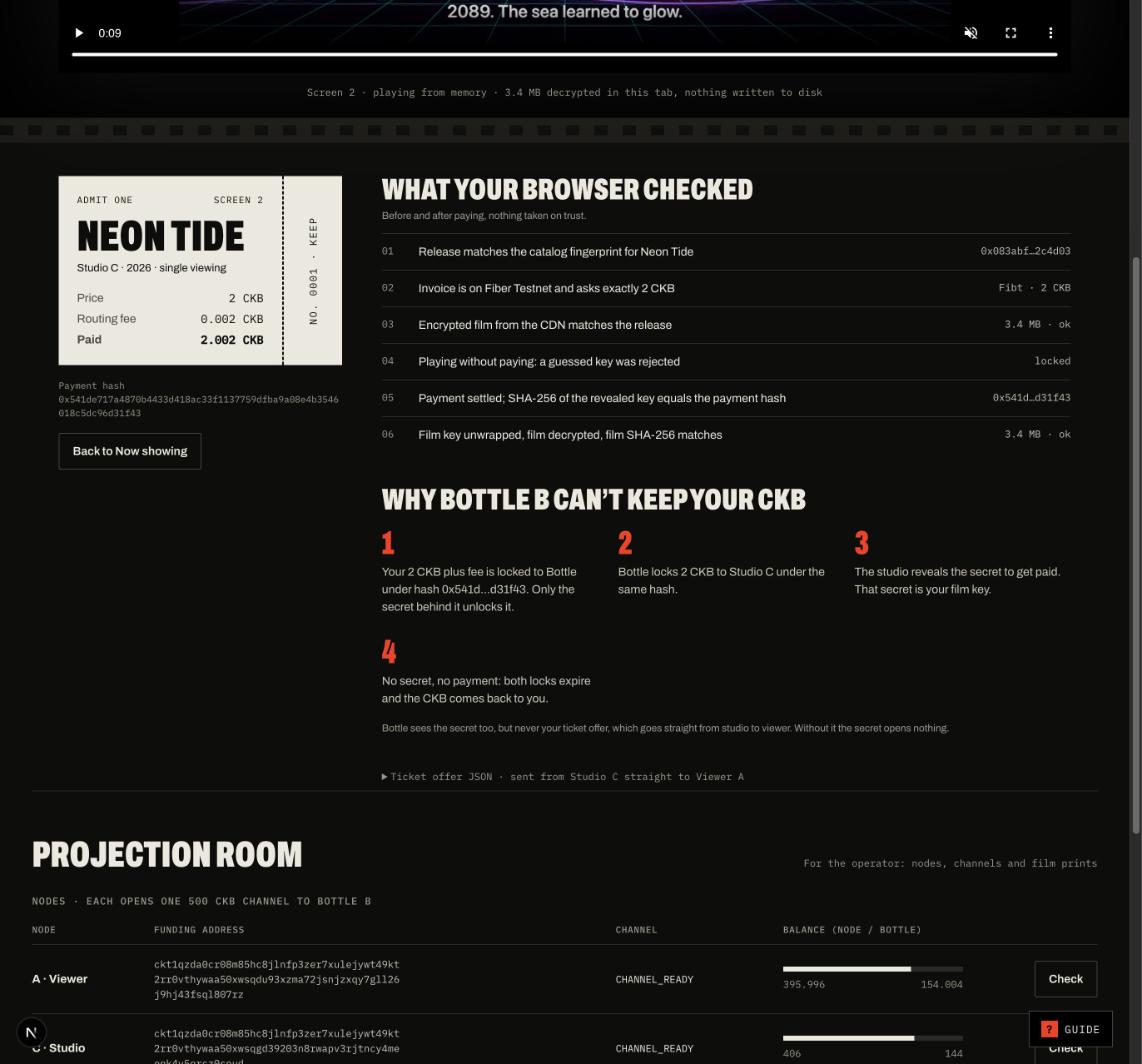 2089. The sea learned to glow.
0:09
Screen 2 · playing from memory · 3.4 MB decrypted in this tab, nothing written to disk
ADMIT ONE SCREEN 2
NEON TIDE
Studio C · 2026 · single viewing
Price 2 CKB
Routing fee 0.002 CKB
Paid 2.002 CKB
NO. 0001 · KEEP
Payment hash
0x541de717a4870b4433d418ac33f1137759dfba9a08e4b3546
018c5dc96d31f43
Back to Now showing
WHAT YOUR BROWSER CHECKED
Before and after paying, nothing taken on trust.
01 Release matches the catalog fingerprint for Neon Tide 0x083abf…2c4d03
02 Invoice is on Fiber Testnet and asks exactly 2 CKB Fibt · 2 CKB
03 Encrypted film from the CDN matches the release 3.4 MB · ok
04 Playing without paying: a guessed key was rejected locked
05 Payment settled; SHA-256 of the revealed key equals the payment hash 0x541d…d31f43
06 Film key unwrapped, film decrypted, film SHA-256 matches 3.4 MB · ok
WHY BOTTLE B CAN'T KEEP YOUR CKB
1
Your 2 CKB plus fee is locked to Bottle
under hash 0x541d…d31f43. Only the
secret behind it unlocks it.
2
Bottle locks 2 CKB to Studio C under the
same hash.
3
The studio reveals the secret to get paid.
That secret is your film key.
4
No secret, no payment: both locks expire
and the CKB comes back to you.
Bottle sees the secret too, but never your ticket offer, which goes straight from studio to viewer. Without it the secret opens nothing.
Ticket offer JSON · sent from Studio C straight to Viewer A
PROJECTION ROOM
For the operator: nodes, channels and film prints
NODES · EACH OPENS ONE 500 CKB CHANNEL TO BOTTLE B
NODE FUNDING ADDRESS CHANNEL BALANCE (NODE / BOTTLE)
A · Viewer
ckt1qzda0cr08m85hc8jlnfp3zer7xulejywt49kt
2rr0vthywaa50xwsqdu93xzma72jsnjzxqy7gll26
j9hj43fsql807rz
CHANNEL_READY
395.996 154.004
Check
N
? GUIDE
C · Studio
ckt1qzda0cr08m85hc8jlnfp3zer7xulejywt49kt
2rr0vthywaa50xwsqgd39203n8rwapv3rjtncy4me
CHANNEL_READY
406 144
Check